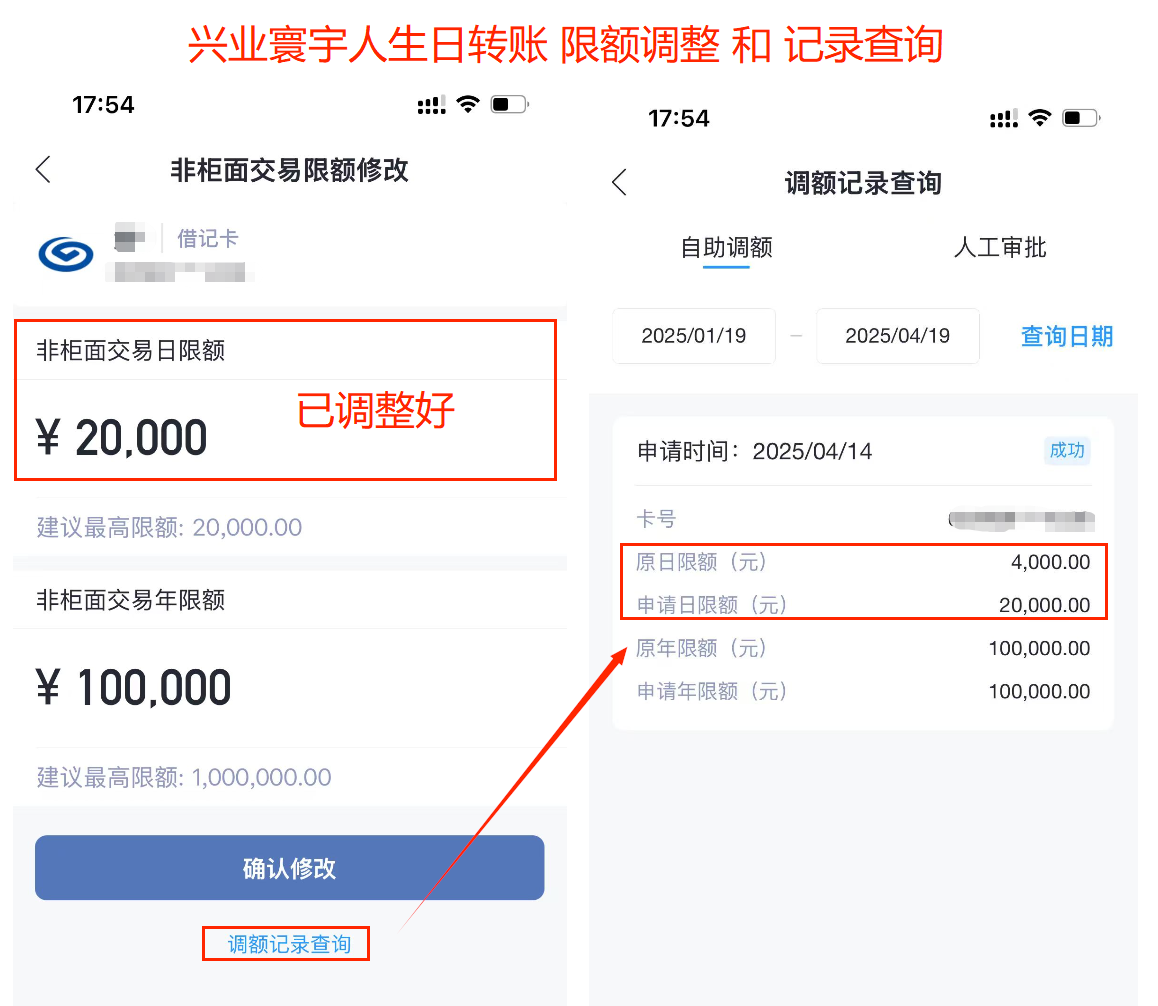 兴业寰宇人生日转账 限额调整 和 记录查询
17:54
非柜面交易限额修改
借记卡
非柜面交易日限额
¥ 20,000
已调整好
建议最高限额: 20,000.00
非柜面交易年限额
¥ 100,000
建议最高限额: 1,000,000.00
确认修改
调额记录查询
17:54
调额记录查询
自助调额 人工审批
2025/01/19 – 2025/04/19 查询日期
申请时间：2025/04/14 成功
卡号
原日限额（元） 4,000.00
申请日限额（元） 20,000.00
原年限额（元） 100,000.00
申请年限额（元） 100,000.00